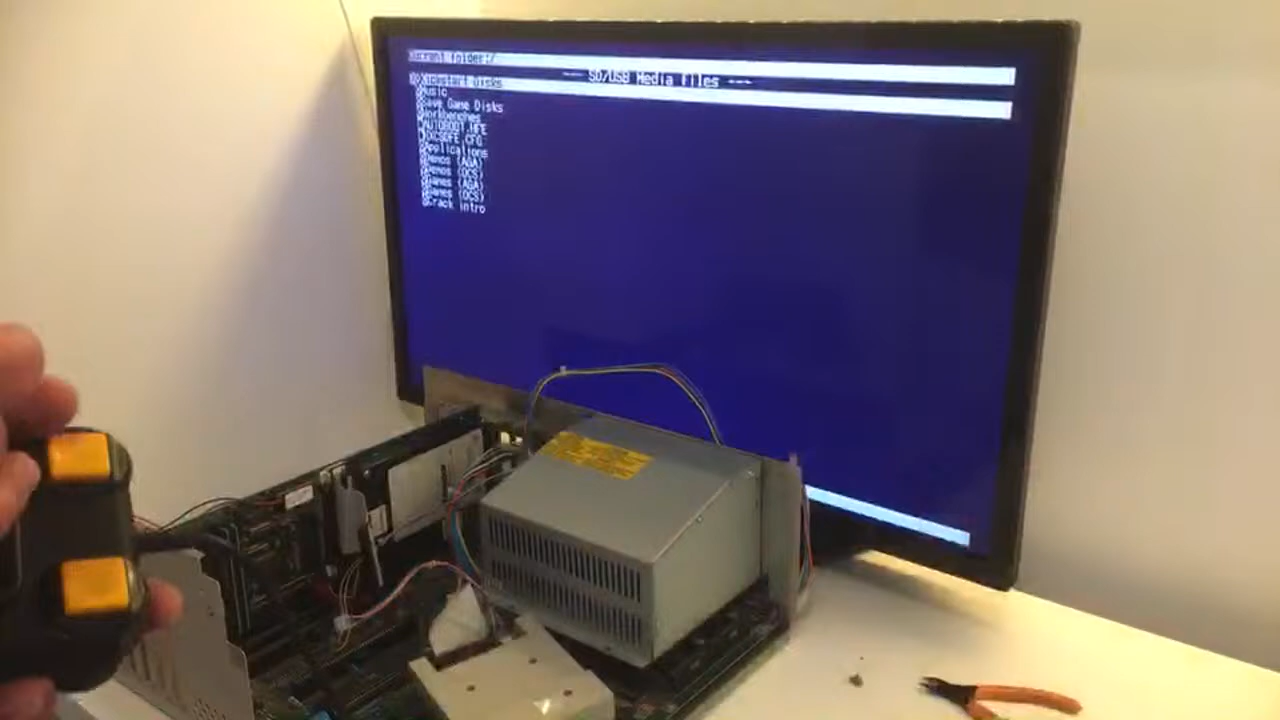 Current folder:/
--- SD/USB Media Files ---
Kickstart Disks
Music
Save Game Disks
Workbenches
AUTOBOOT.HFE
HXCSDFE.CFG
Applications
Demos (AGA)
Demos (OCS)
Games (AGA)
Games (OCS)
Crack intro